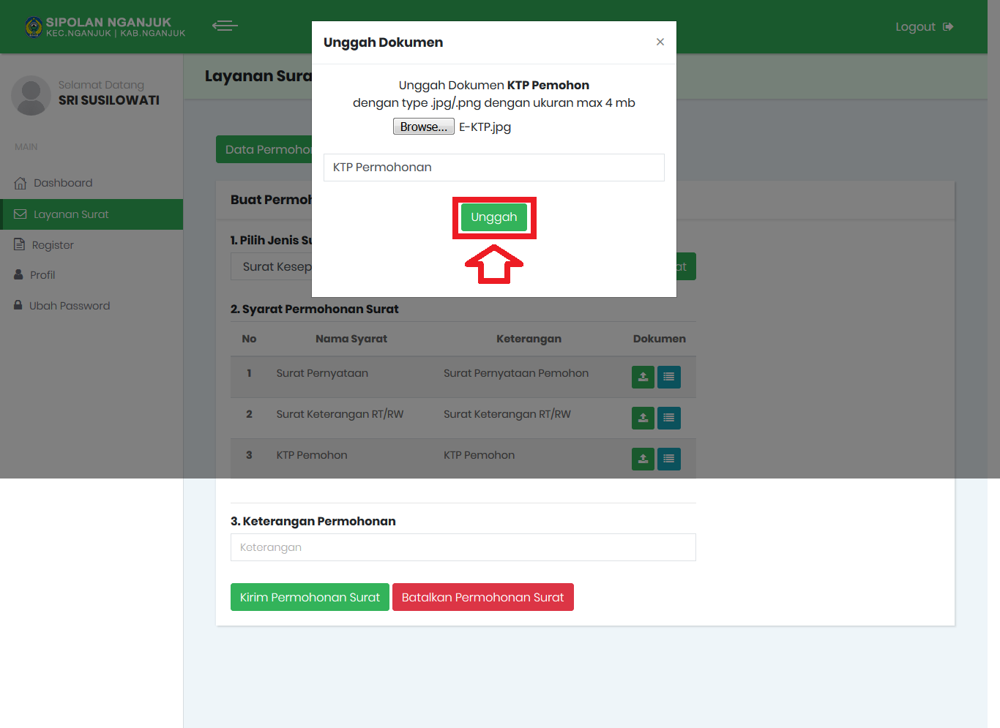 SIPOLAN NGANJUK
KEC.NGANJUK | KAB.NGANJUK
Logout
Selamat Datang
SRI SUSILOWATI
MAIN
Dashboard
Layanan Surat
Register
Profil
Ubah Password
Layanan Sura
Unggah Dokumen
×
Unggah Dokumen KTP Pemohon
dengan type .jpg/.png dengan ukuran max 4 mb
Browse... E-KTP.jpg
KTP Permohonan
Unggah
Data Permohon
Buat Permoh
1. Pilih Jenis Su
Surat Kesep
at
2. Syarat Permohonan Surat
No Nama Syarat Keterangan Dokumen
1 Surat Pernyataan Surat Pernyataan Pemohon
2 Surat Keterangan RT/RW Surat Keterangan RT/RW
3 KTP Pemohon KTP Pemohon
3. Keterangan Permohonan
Keterangan
Kirim Permohonan Surat Batalkan Permohonan Surat